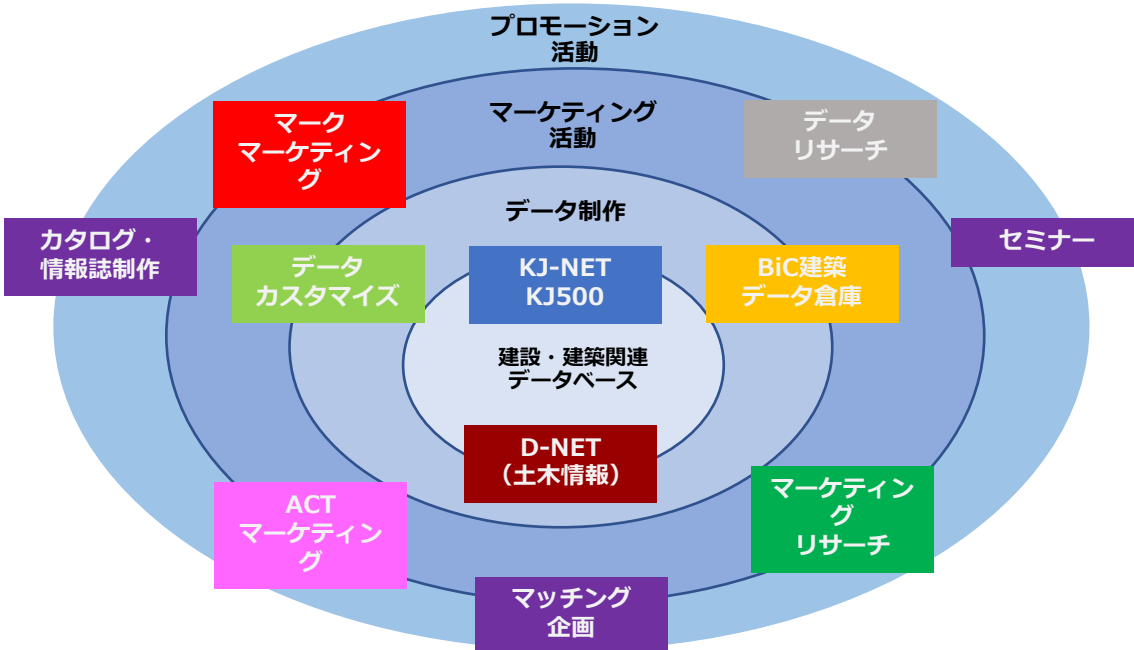 プロモーション
活動
マーケティング
活動
マーク
マーケティン
グ
データ
リサーチ
データ制作
カタログ・
情報誌制作
セミナー
データ
カスタマイズ
KJ-NET
KJ500
BiC建築
データ倉庫
建設・建築関連
データベース
D-NET
（土木情報）
ACT
マーケティン
グ
マーケティン
グ
リサーチ
マッチング
企画